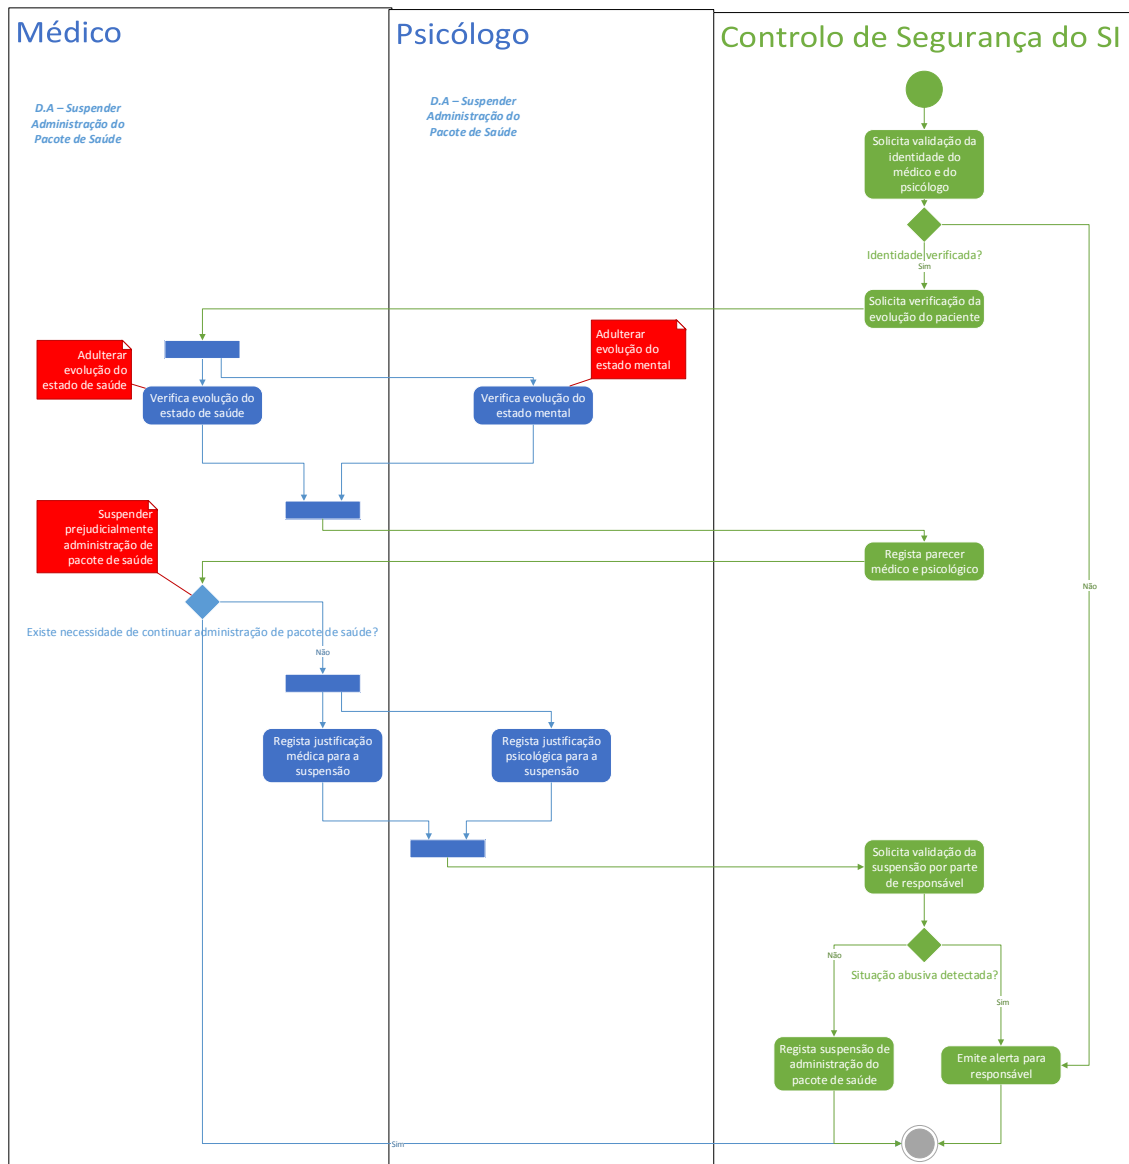 Médico
Psicólogo
Controlo de Segurança do SI
D.A – Suspender
Administração do
Pacote de Saúde
D.A – Suspender
Administração do
Pacote de Saúde
Solicita validação da
identidade do
médico e do
psicólogo
Identidade verificada?
Sim
Solicita verificação da
evolução do paciente
Adulterar
evolução do
estado de saúde
Adulterar
evolução do
estado mental
Verifica evolução do
estado de saúde
Verifica evolução do
estado mental
Suspender
prejudicialmente
administração de
pacote de saúde
Regista parecer
médico e psicológico
Não
Existe necessidade de continuar administração de pacote de saúde?
Não
Regista justificação
médica para a
suspensão
Regista justificação
psicológica para a
suspensão
Solicita validação da
suspensão por parte
de responsável
Não
Situação abusiva detectada?
Sim
Regista suspensão de
administração do
pacote de saúde
Emite alerta para
responsável
Sim